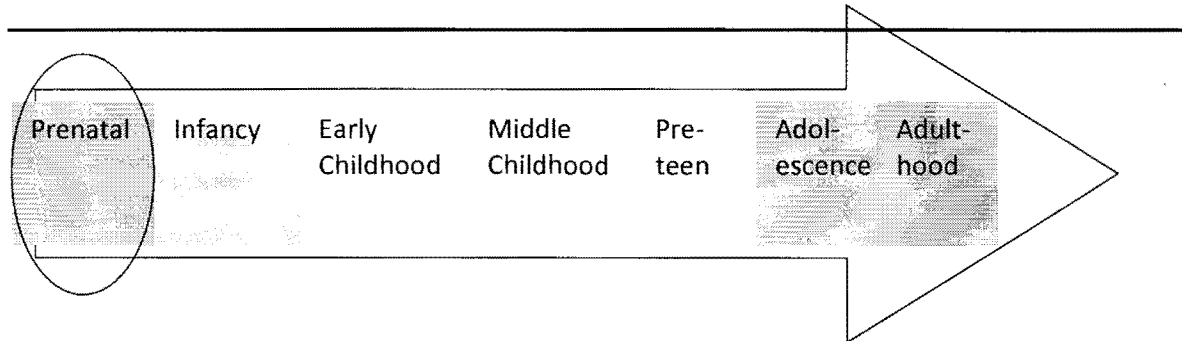 Prenatal Infancy Early Middle Pre- Adol- Adult-
Childhood Childhood teen escence hood